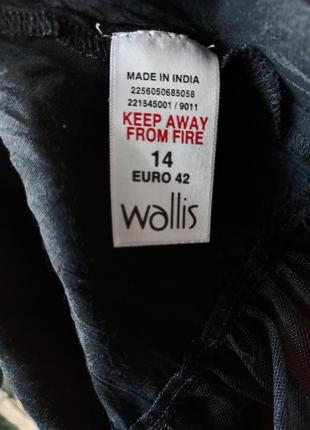 MADE IN INDIA
2256050685058
221545001 / 9011
KEEP AWAY
FROM FIRE
14
EURO 42
wallis